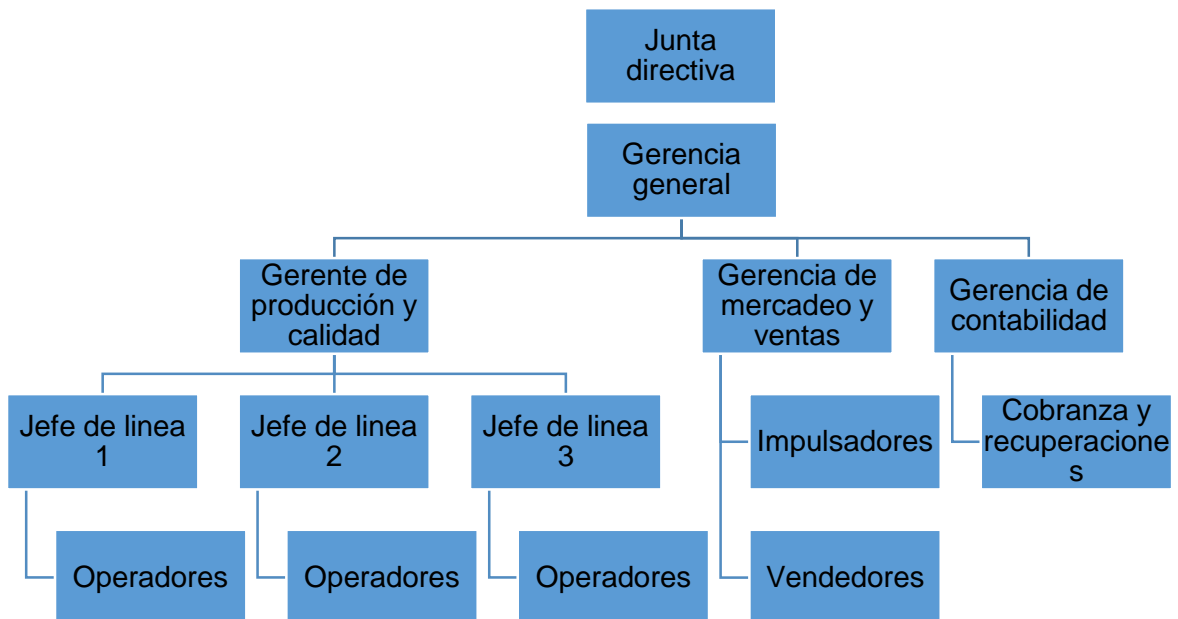 Junta
directiva
Gerencia
general
Gerente de
producción y
calidad
Gerencia de
mercadeo y
ventas
Gerencia de
contabilidad
Jefe de linea
1
Jefe de linea
2
Jefe de linea
3
Impulsadores
Cobranza y
recuperacione
s
Operadores
Operadores
Operadores
Vendedores